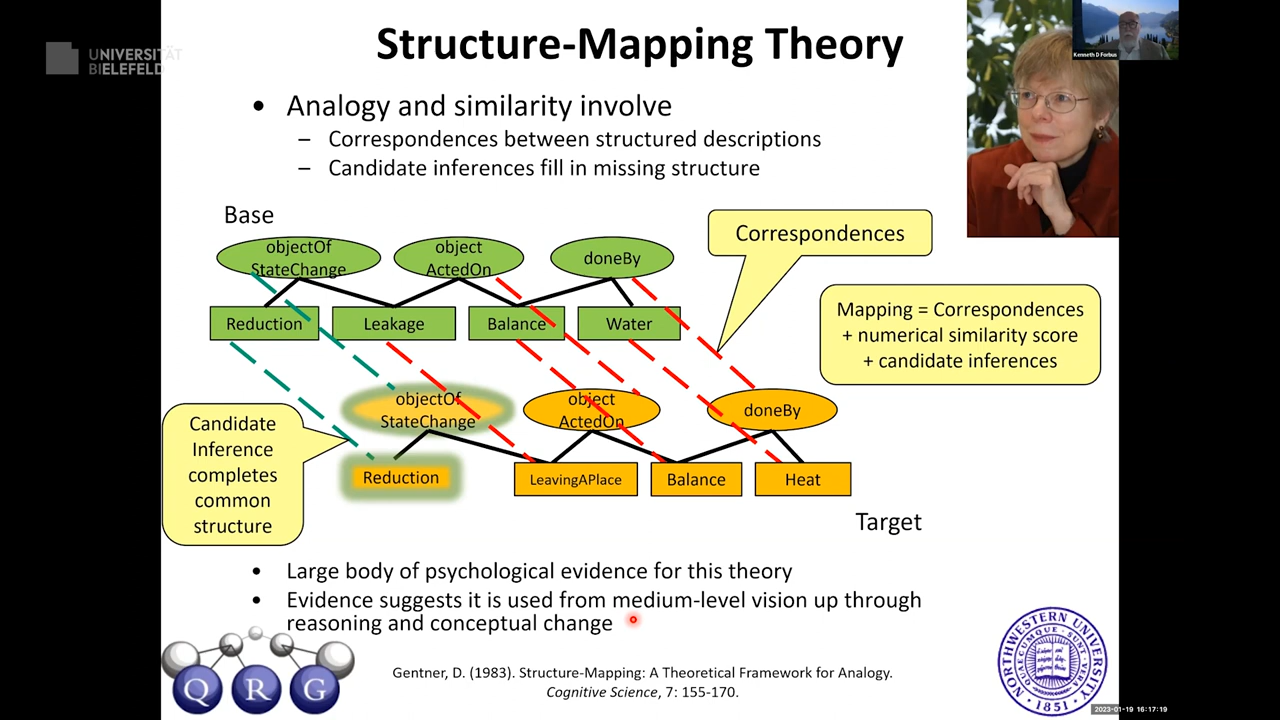 UNIVERSITÄT
BIELEFELD
Structure-Mapping Theory
Kenneth D Forbus
• Analogy and similarity involve
– Correspondences between structured descriptions
– Candidate inferences fill in missing structure
Base
Correspondences
objectOf
StateChange
object
ActedOn
doneBy
Reduction
Leakage
Balance
Water
Mapping = Correspondences
+ numerical similarity score
+ candidate inferences
objectOf
StateChange
object
ActedOn
doneBy
Candidate
Inference
completes
common
structure
Reduction
LeavingAPlace
Balance
Heat
Target
• Large body of psychological evidence for this theory
• Evidence suggests it is used from medium-level vision up through
reasoning and conceptual change
QRG
Gentner, D. (1983). Structure-Mapping: A Theoretical Framework for Analogy.
Cognitive Science, 7: 155-170.
NORTHWESTERN UNIVERSITY
1851
2023-01-19 16:17:19